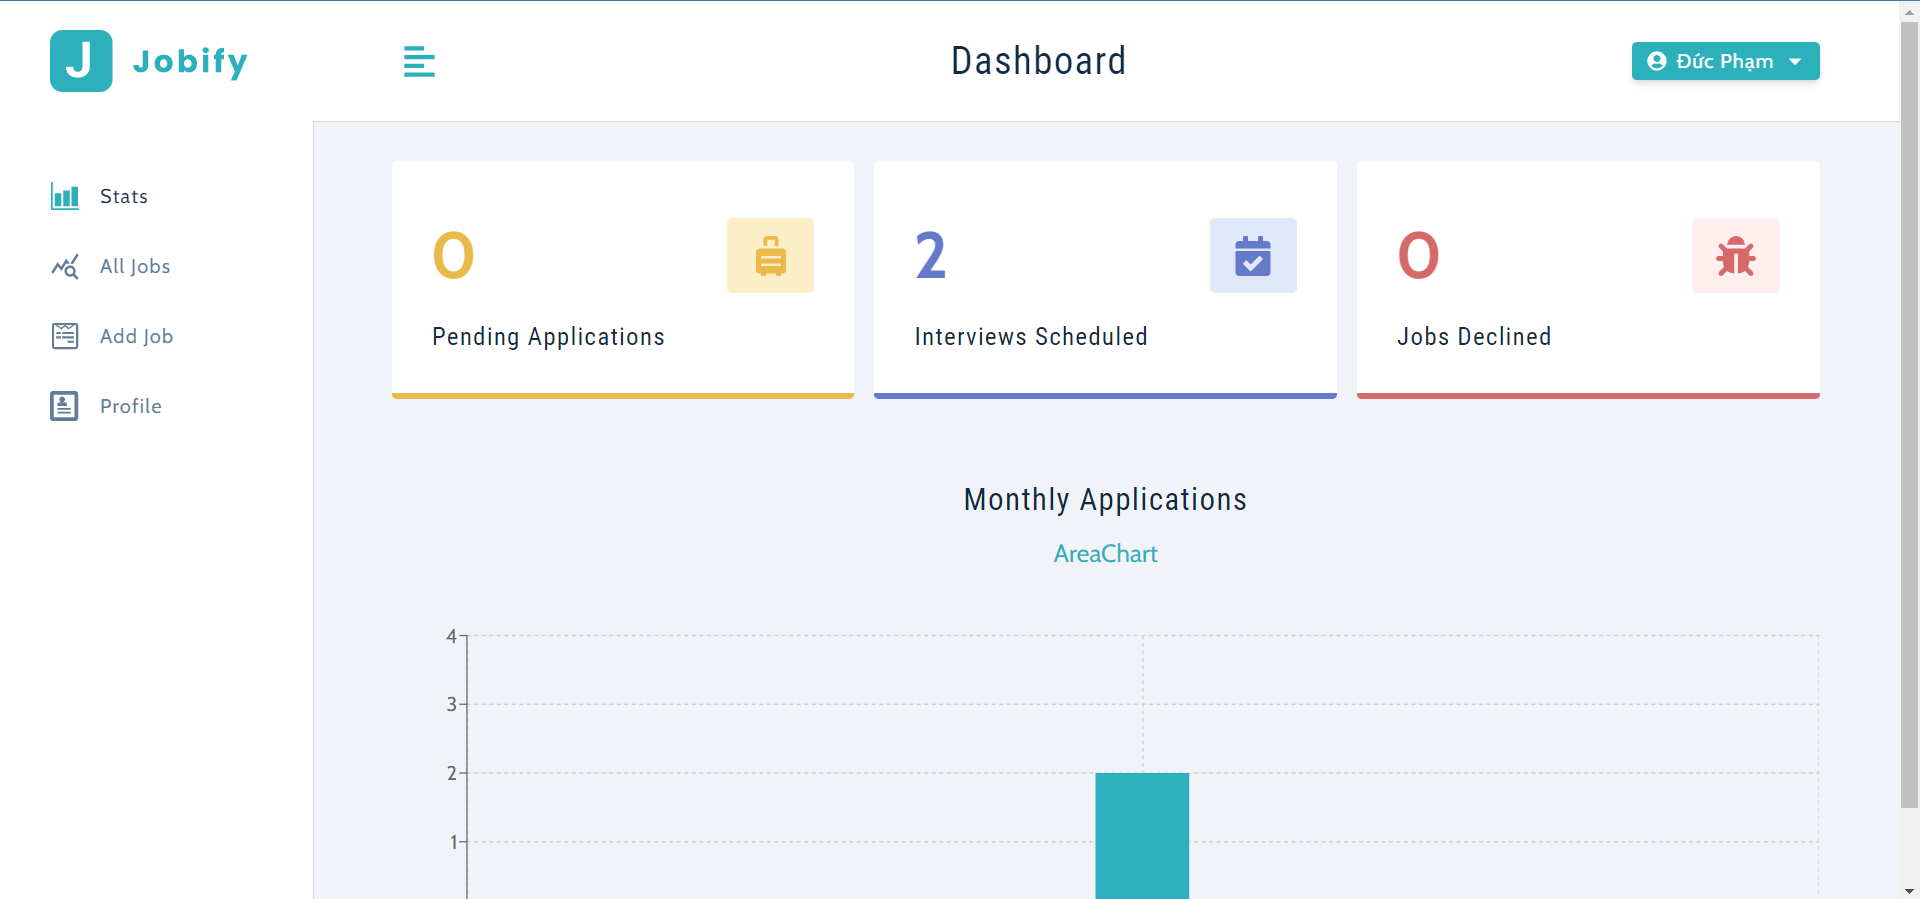 J Jobify
Dashboard
Đức Phạm
Stats
All Jobs
Add Job
Profile
0
Pending Applications
2
Interviews Scheduled
0
Jobs Declined
Monthly Applications
AreaChart
4
3
2
1